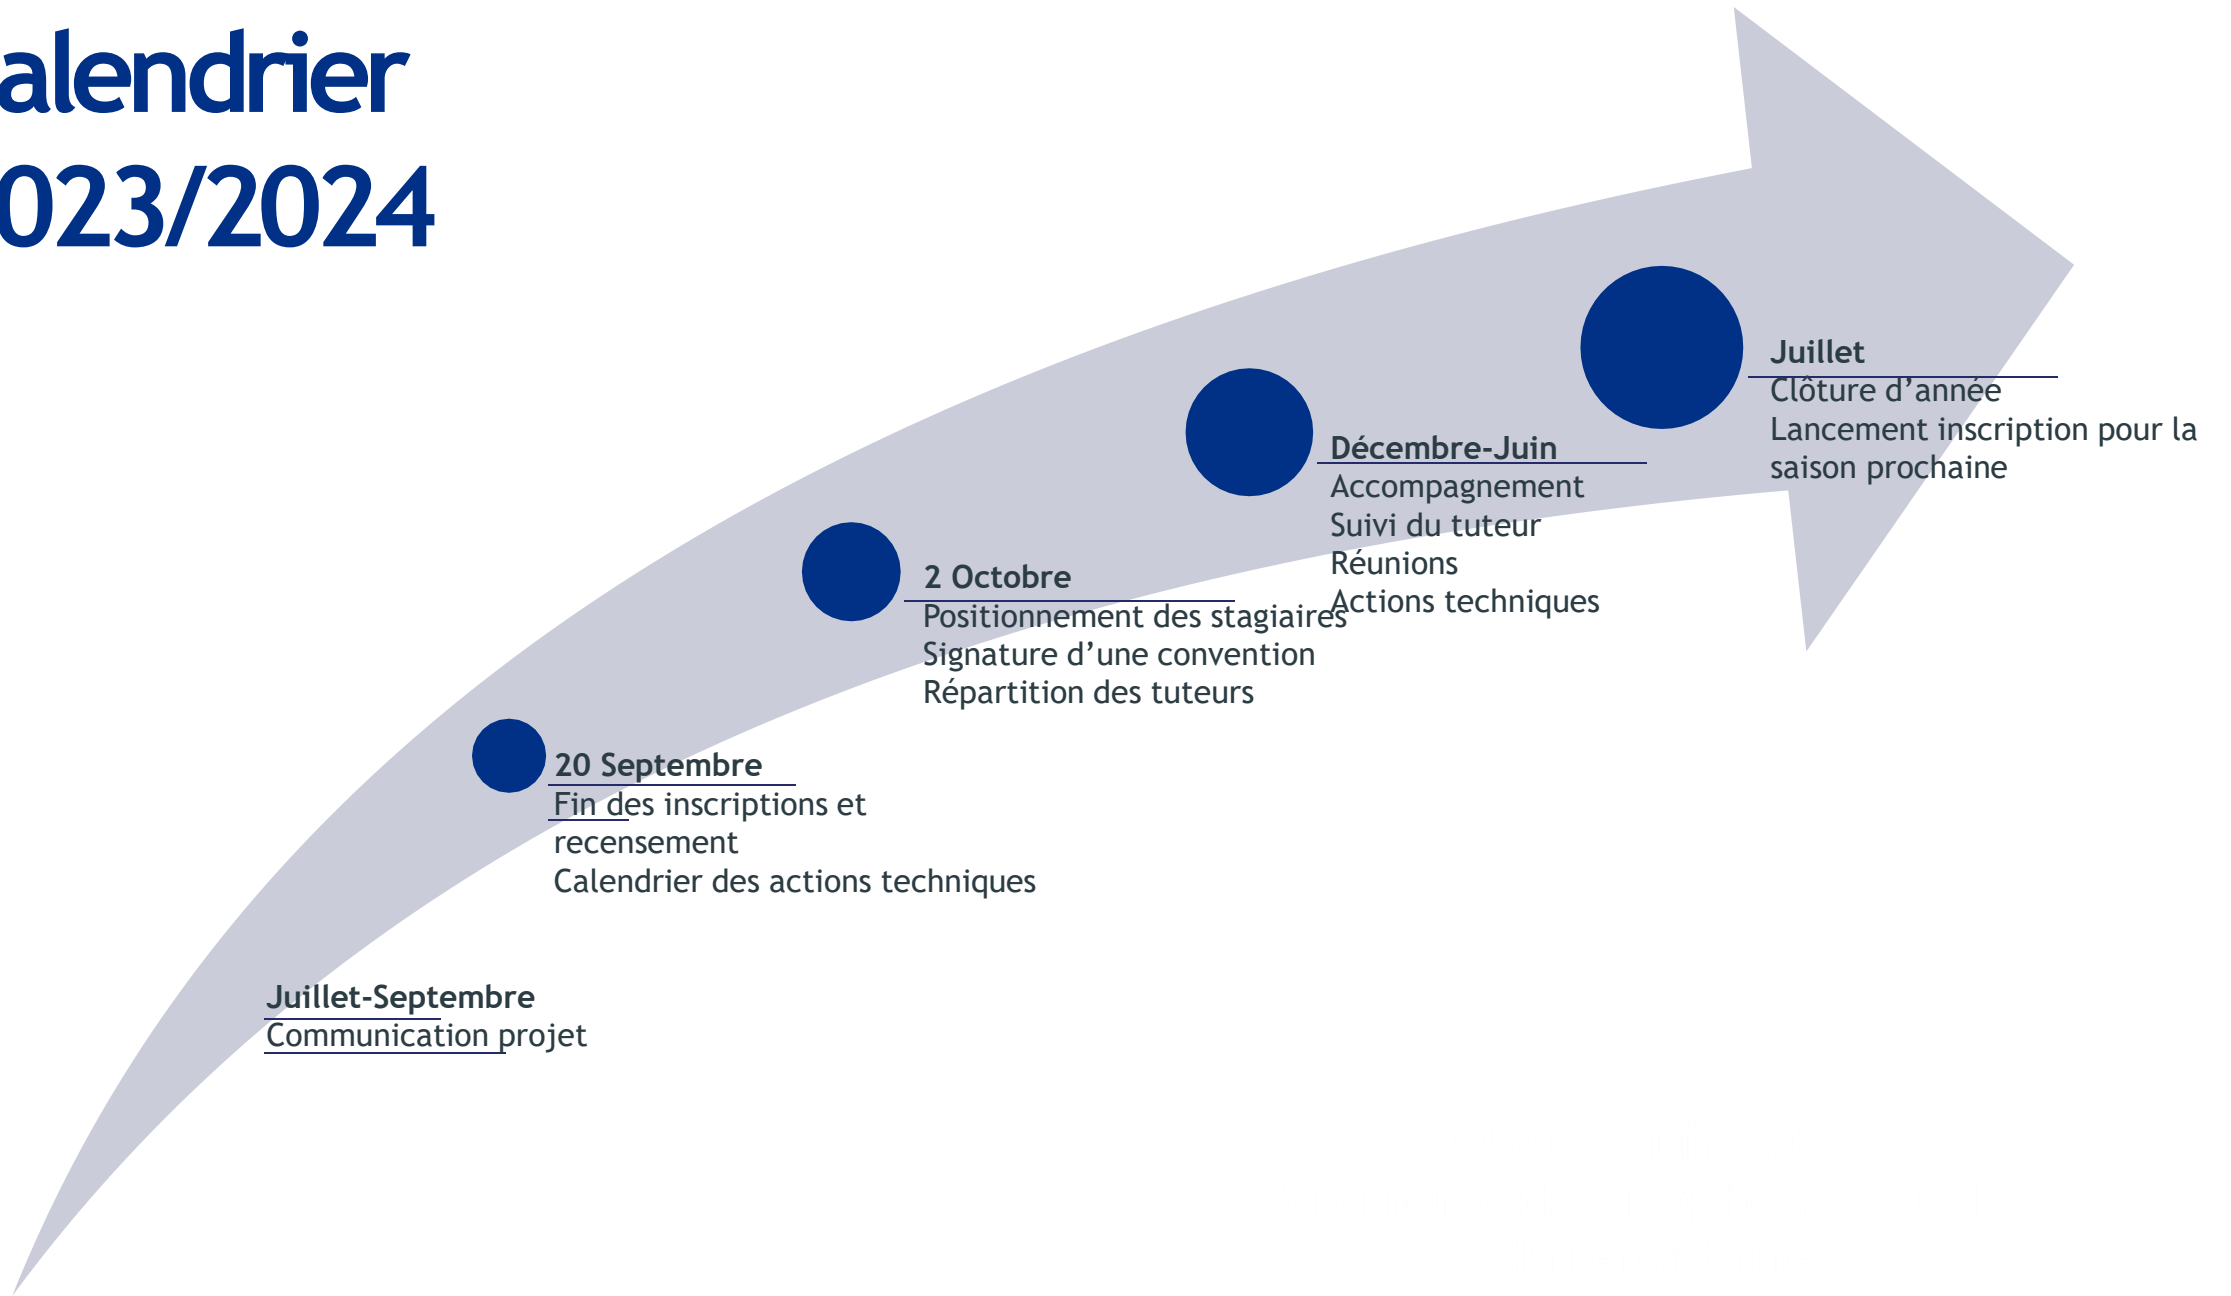 alendrier
023/2024
Juillet
Clôture d’année
Lancement inscription pour la
saison prochaine
Décembre-Juin
Accompagnement
Suivi du tuteur
Réunions
Actions techniques
2 Octobre
Positionnement des stagiaires
Signature d’une convention
Répartition des tuteurs
20 Septembre
Fin des inscriptions et
recensement
Calendrier des actions techniques
Juillet-Septembre
Communication projet